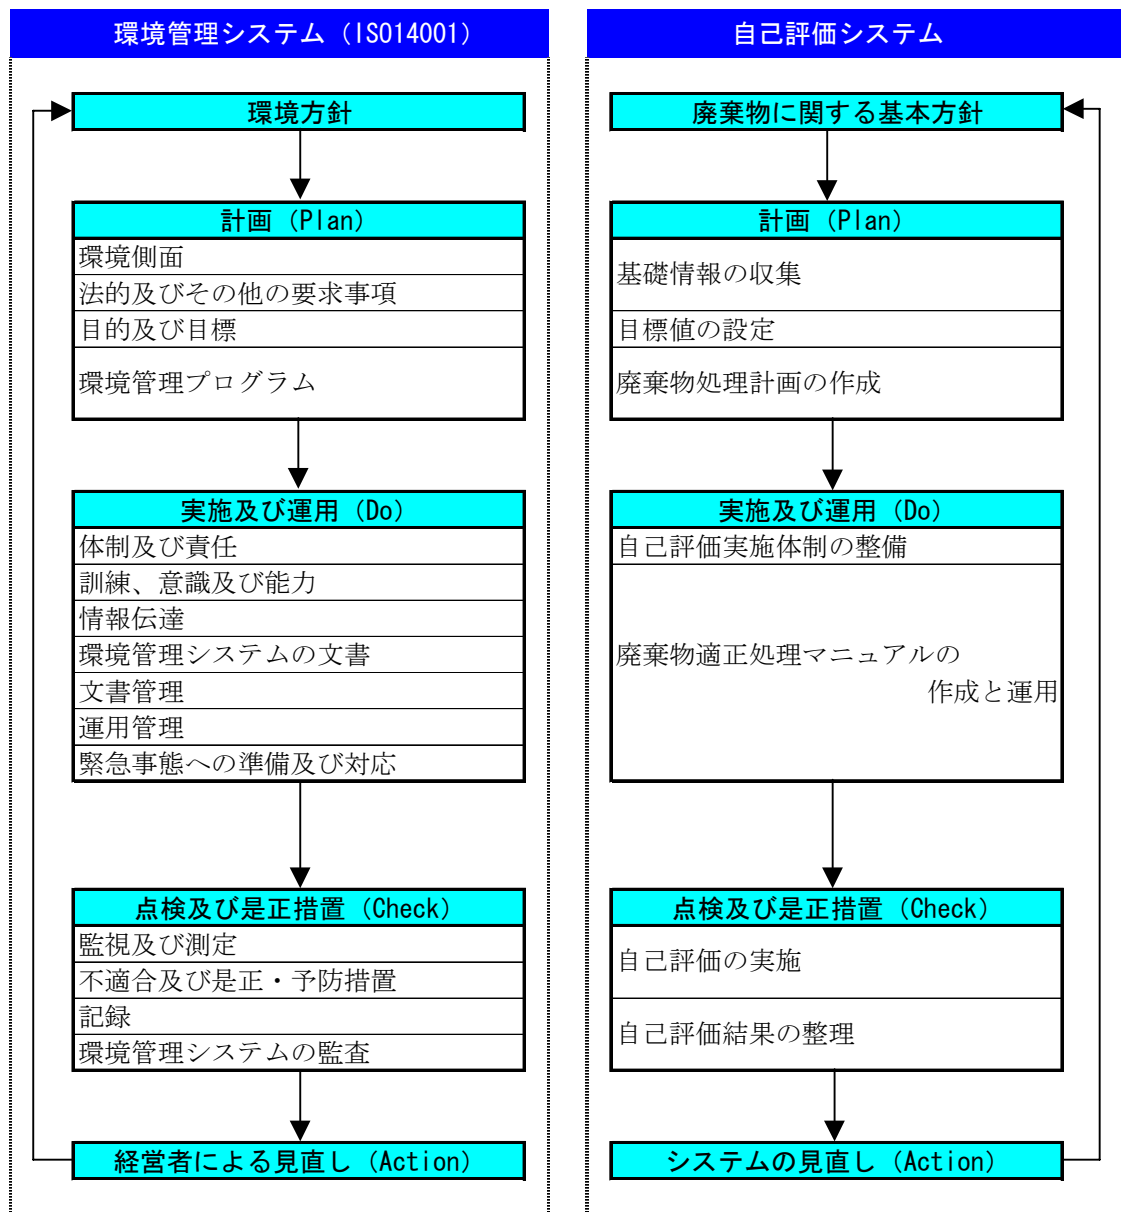 環境管理システム（ISO14001）
環境方針
計画（Plan）
環境側面
法的及びその他の要求事項
目的及び目標
環境管理プログラム
実施及び運用（Do）
体制及び責任
訓練、意識及び能力
情報伝達
環境管理システムの文書
文書管理
運用管理
緊急事態への準備及び対応
点検及び是正措置（Check）
監視及び測定
不適合及び是正・予防措置
記録
環境管理システムの監査
経営者による見直し（Action）
自己評価システム
廃棄物に関する基本方針
計画（Plan）
基礎情報の収集
目標値の設定
廃棄物処理計画の作成
実施及び運用（Do）
自己評価実施体制の整備
廃棄物適正処理マニュアルの
作成と運用
点検及び是正措置（Check）
自己評価の実施
自己評価結果の整理
システムの見直し（Action）